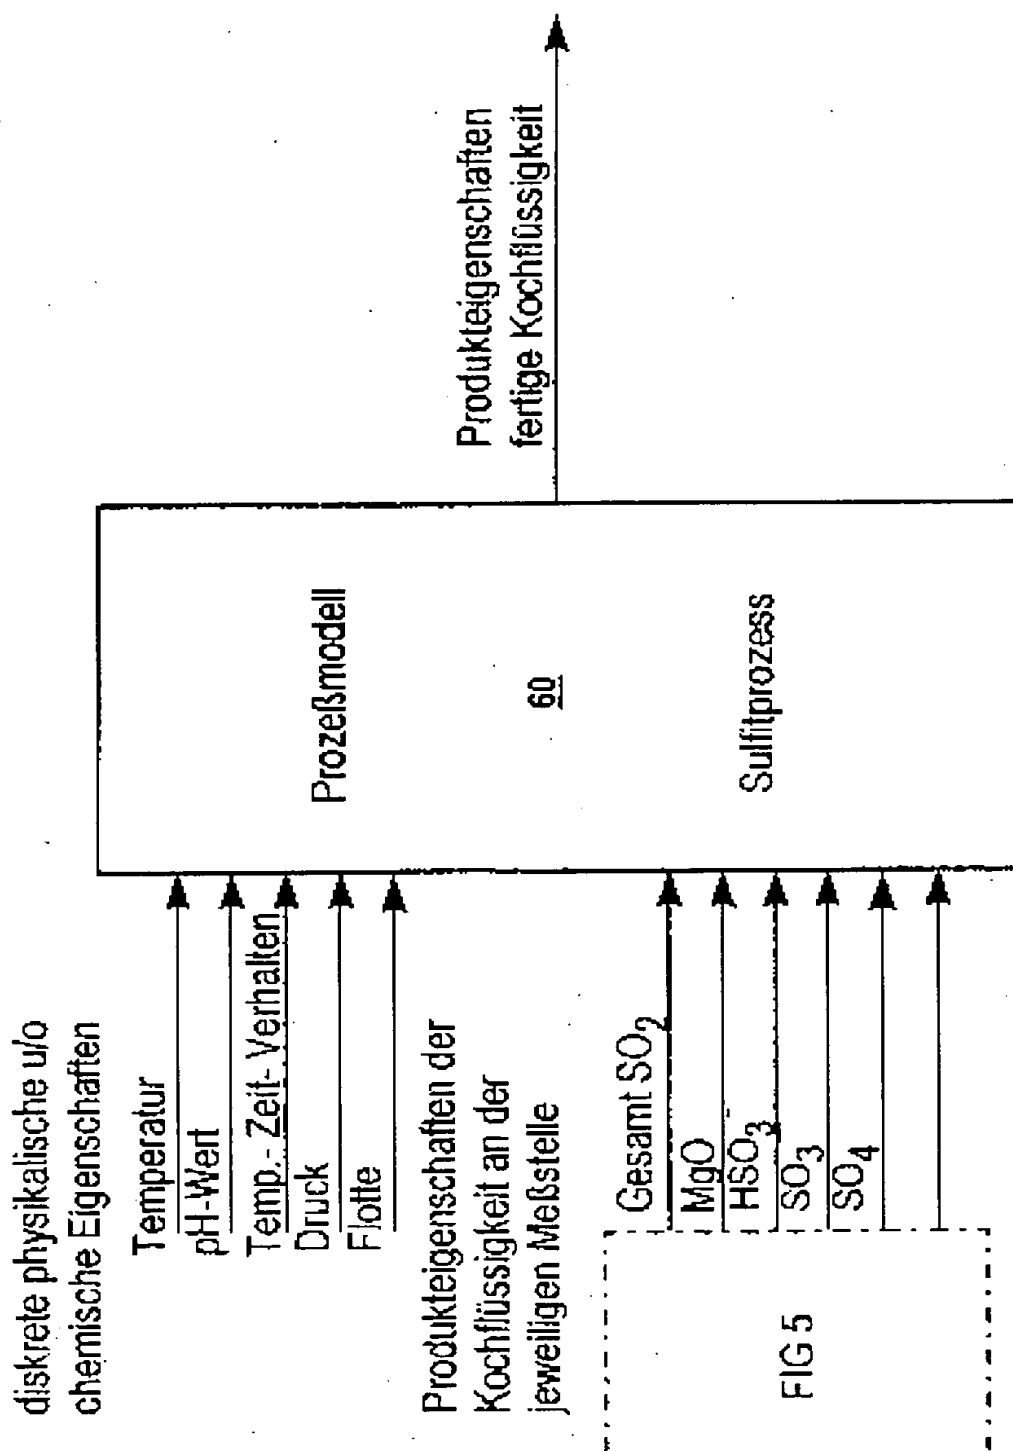 diskrete physikalische u/o
chemische Eigenschaften
Temperatur
pH-Wert
Temp.- Zeit- Verhalten
Druck
Flotte
Produkteigenschaften der
Kochflüssigkeit an der
jeweiligen Meßstelle
Gesamt SO₂
MgO
HSO₃⁻
SO₃
SO₄
FIG 5
Prozeßmodell
60
Sulfitprozess
Produkteigenschaften
fertige Kochflüssigkeit